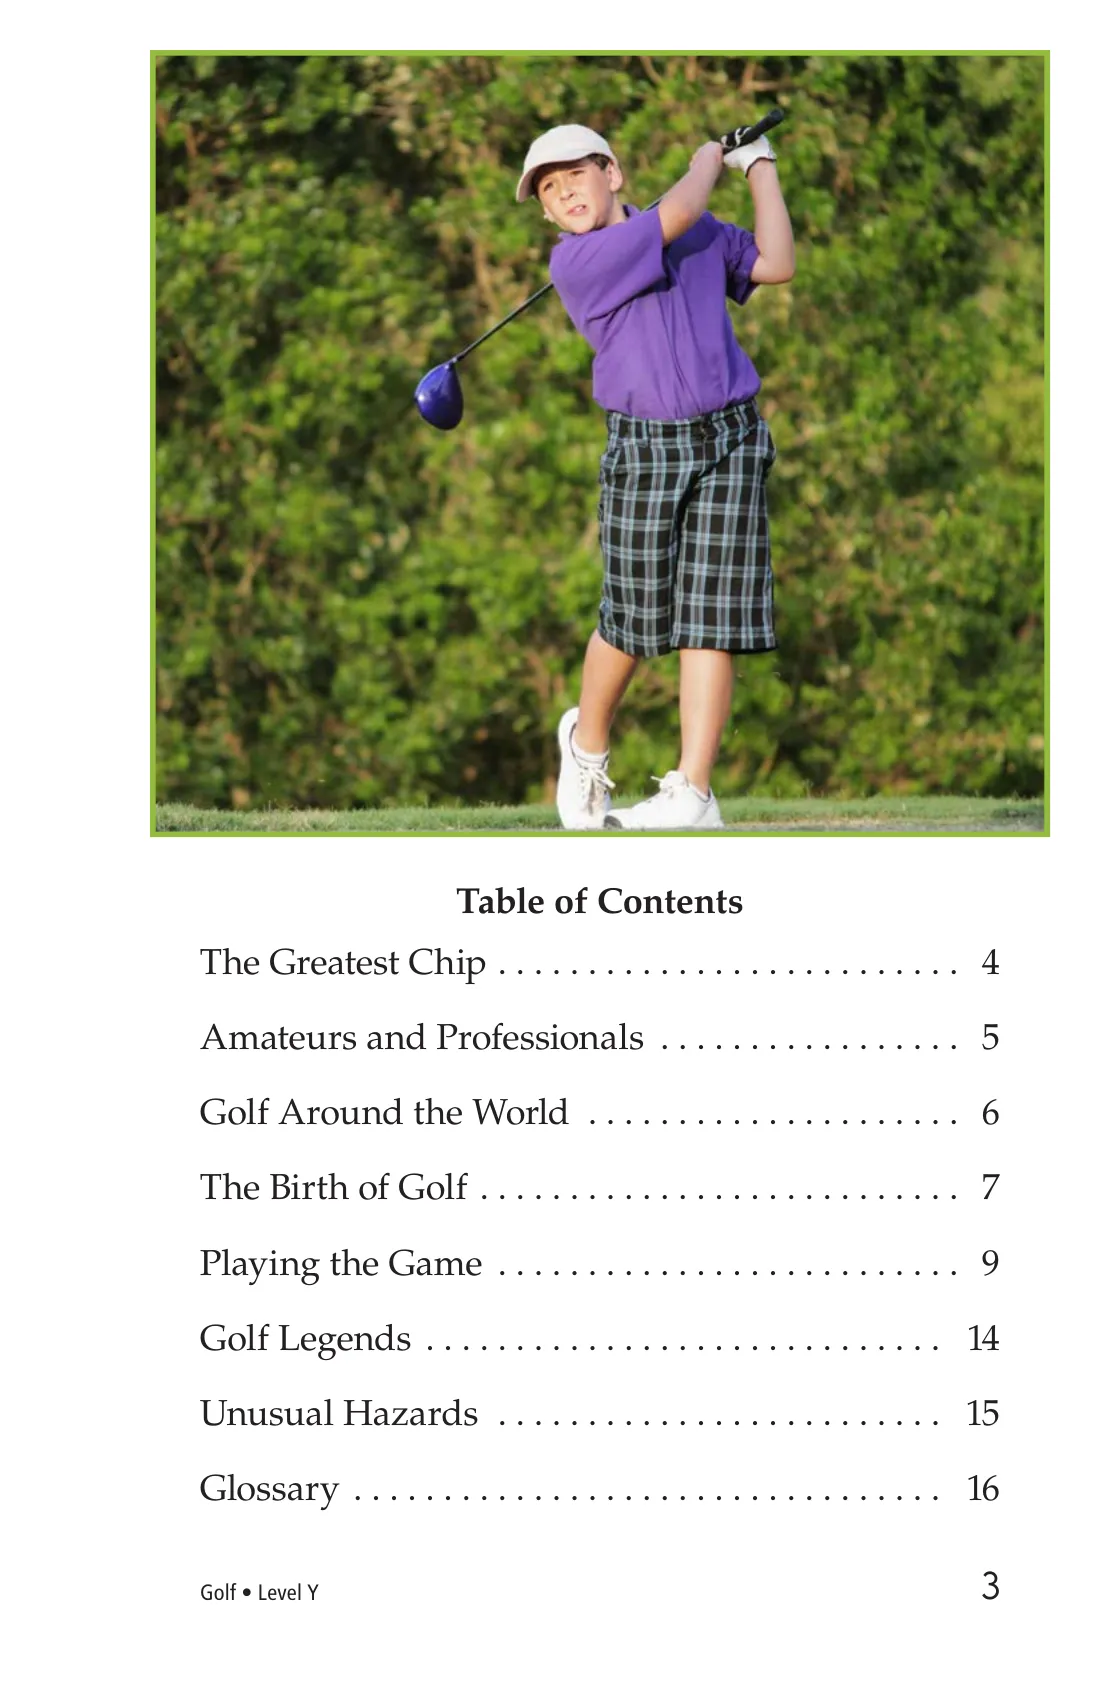 Table of Contents
The Greatest Chip . . . . . . . . . . . . . . . . . . . . . . . . . . 4
Amateurs and Professionals . . . . . . . . . . . . . . . . . 5
Golf Around the World . . . . . . . . . . . . . . . . . . . . . 6
The Birth of Golf . . . . . . . . . . . . . . . . . . . . . . . . . . . 7
Playing the Game . . . . . . . . . . . . . . . . . . . . . . . . . . 9
Golf Legends . . . . . . . . . . . . . . . . . . . . . . . . . . . . . 14
Unusual Hazards . . . . . . . . . . . . . . . . . . . . . . . . . 15
Glossary . . . . . . . . . . . . . . . . . . . . . . . . . . . . . . . . . 16
Golf • Level Y 3